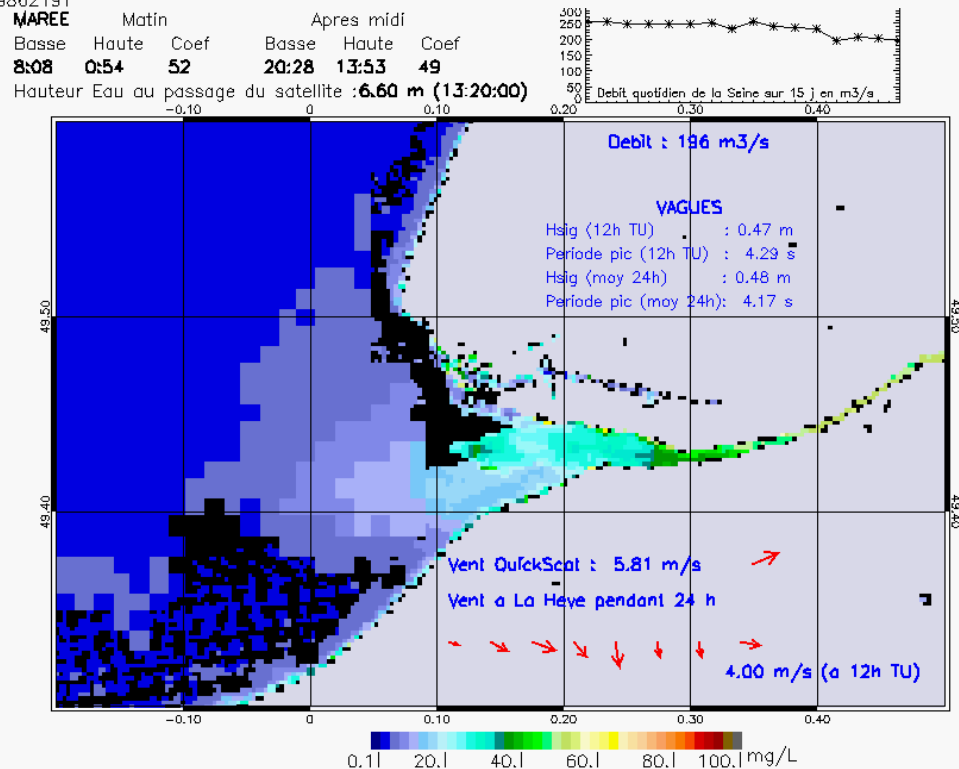 MAREE Matin Apres midi
Basse Haute Coef Basse Haute Coef
8:08 0:54 52 20:28 13:53 49
Hauteur Eau au passage du satellite :6.60 m (13:20:00)
300
250
200
150
100
50
0
Debit quotidien de la Seine sur 15 j en m3/s
-0.10 0 0.10 0.20 0.30 0.40
Debit : 196 m3/s
VAGUES
Hsig (12h TU) : 0.47 m
Periode pic (12h TU) : 4.29 s
Hsig (moy 24h) : 0.48 m
Periode pic (moy 24h): 4.17 s
49.50 49.50
49.40 49.40
Vent QuickScat : 5.81 m/s
Vent a La Heve pendant 24 h
4.00 m/s (a 12h TU)
-0.10 0 0.10 0.20 0.30 0.40
0.1| 20.| 40.| 60.| 80.| 100.| mg/L